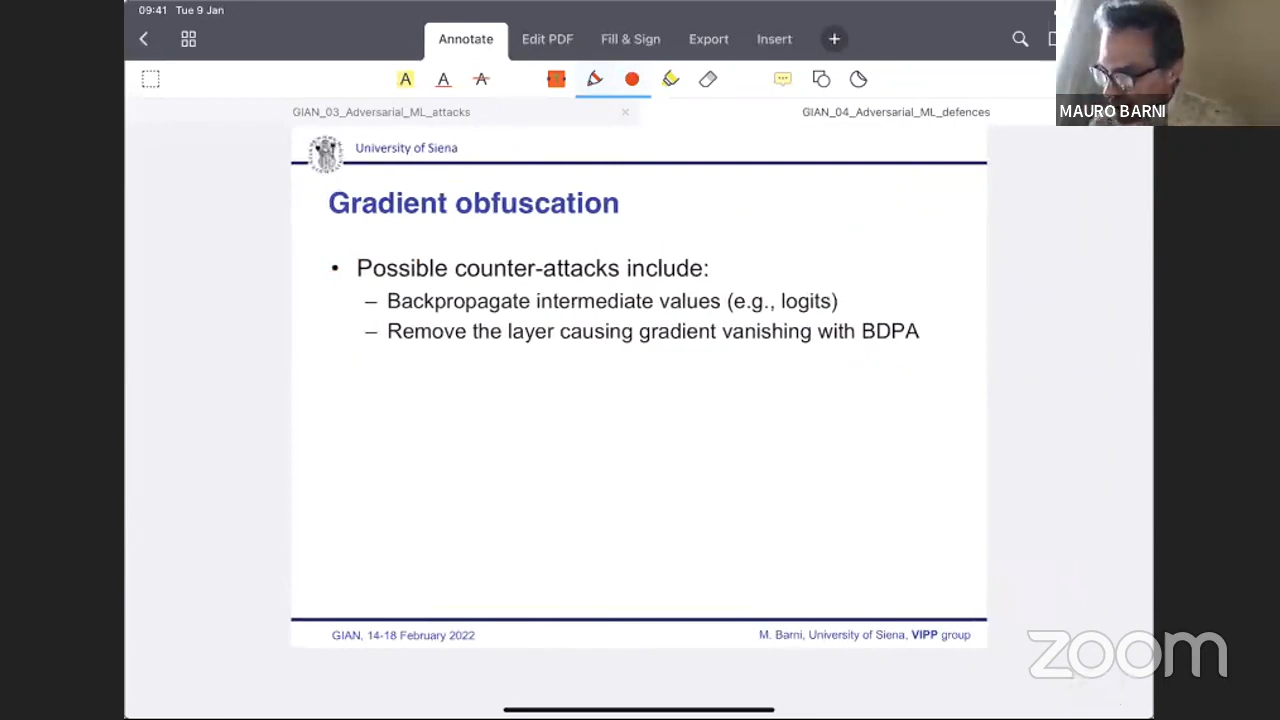 09:41 Tue 9 Jan
Annotate Edit PDF Fill & Sign Export Insert
A A A
MAURO BARNI
GIAN_03_Adversarial_ML_attacks
GIAN_04_Adversarial_ML_defences
University of Siena
Gradient obfuscation
• Possible counter-attacks include:
– Backpropagate intermediate values (e.g., logits)
– Remove the layer causing gradient vanishing with BDPA
GIAN, 14-18 February 2022
M. Barni, University of Siena, VIPP group
zoom